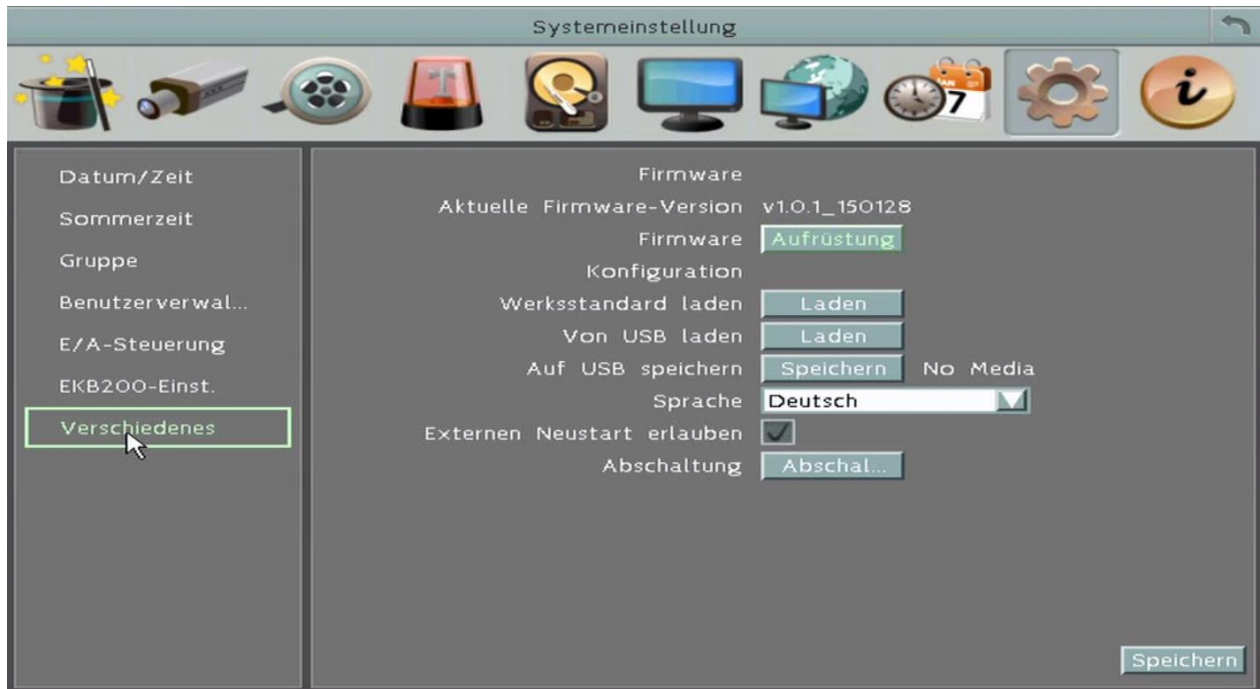 Systemeinstellung
7
i
Datum/Zeit
Sommerzeit
Gruppe
Benutzerverwal...
E/A-Steuerung
EKB200-Einst.
Verschiedenes
Firmware
Aktuelle Firmware-Version v1.0.1_150128
Firmware Aufrüstung
Konfiguration
Werksstandard laden Laden
Von USB laden Laden
Auf USB speichern Speichern No Media
Sprache Deutsch
Externen Neustart erlauben
Abschaltung Abschal...
Speichern